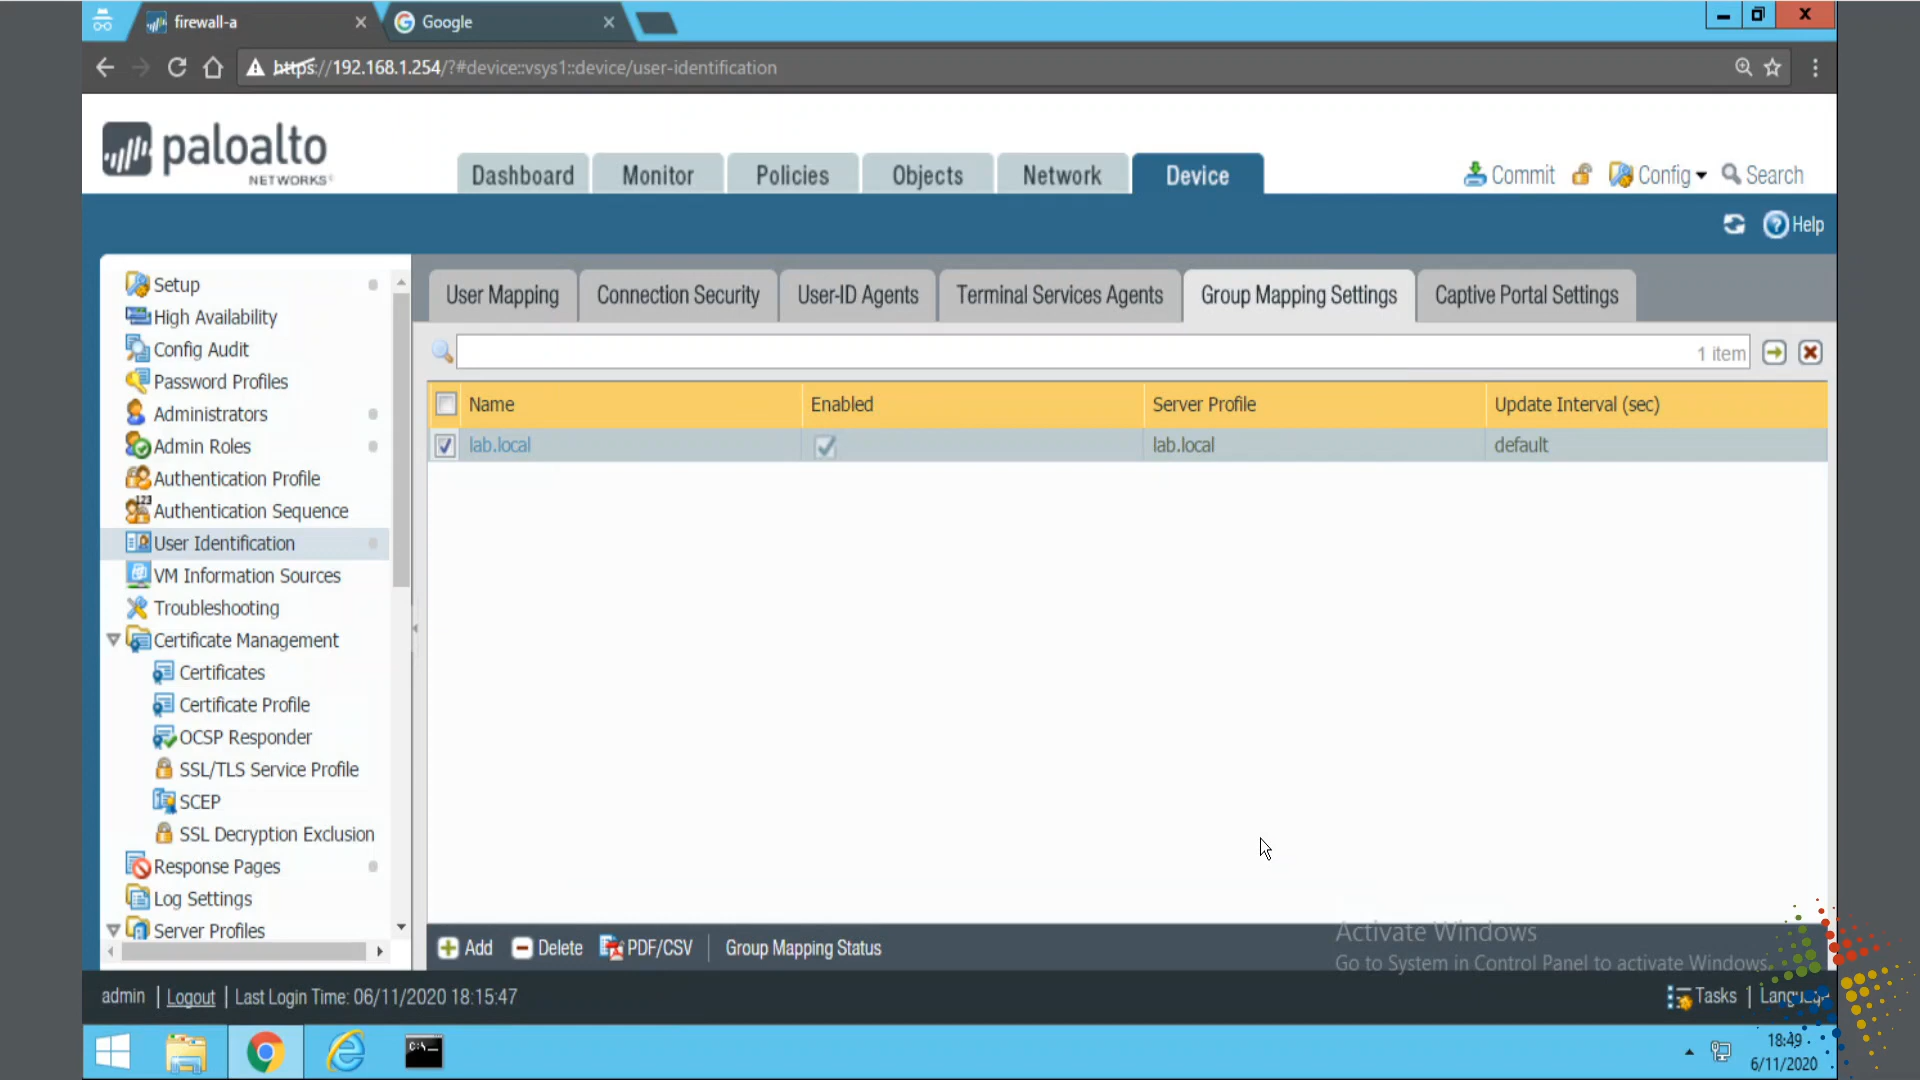 firewall-a
Google
https://192.168.1.254/?#device::vsys1::device/user-identification
paloalto
NETWORKS
Dashboard
Monitor
Policies
Objects
Network
Device
Commit
Config
Search
Help
Setup
High Availability
Config Audit
Password Profiles
Administrators
Admin Roles
Authentication Profile
Authentication Sequence
User Identification
VM Information Sources
Troubleshooting
Certificate Management
Certificates
Certificate Profile
OCSP Responder
SSL/TLS Service Profile
SCEP
SSL Decryption Exclusion
Response Pages
Log Settings
Server Profiles
User Mapping
Connection Security
User-ID Agents
Terminal Services Agents
Group Mapping Settings
Captive Portal Settings
1 item
Name Enabled Server Profile Update Interval (sec)
lab.local lab.local default
Add Delete PDF/CSV Group Mapping Status
Activate Windows
Go to System in Control Panel to activate Windows.
admin | Logout | Last Login Time: 06/11/2020 18:15:47
Tasks | Language
18:49
6/11/2020